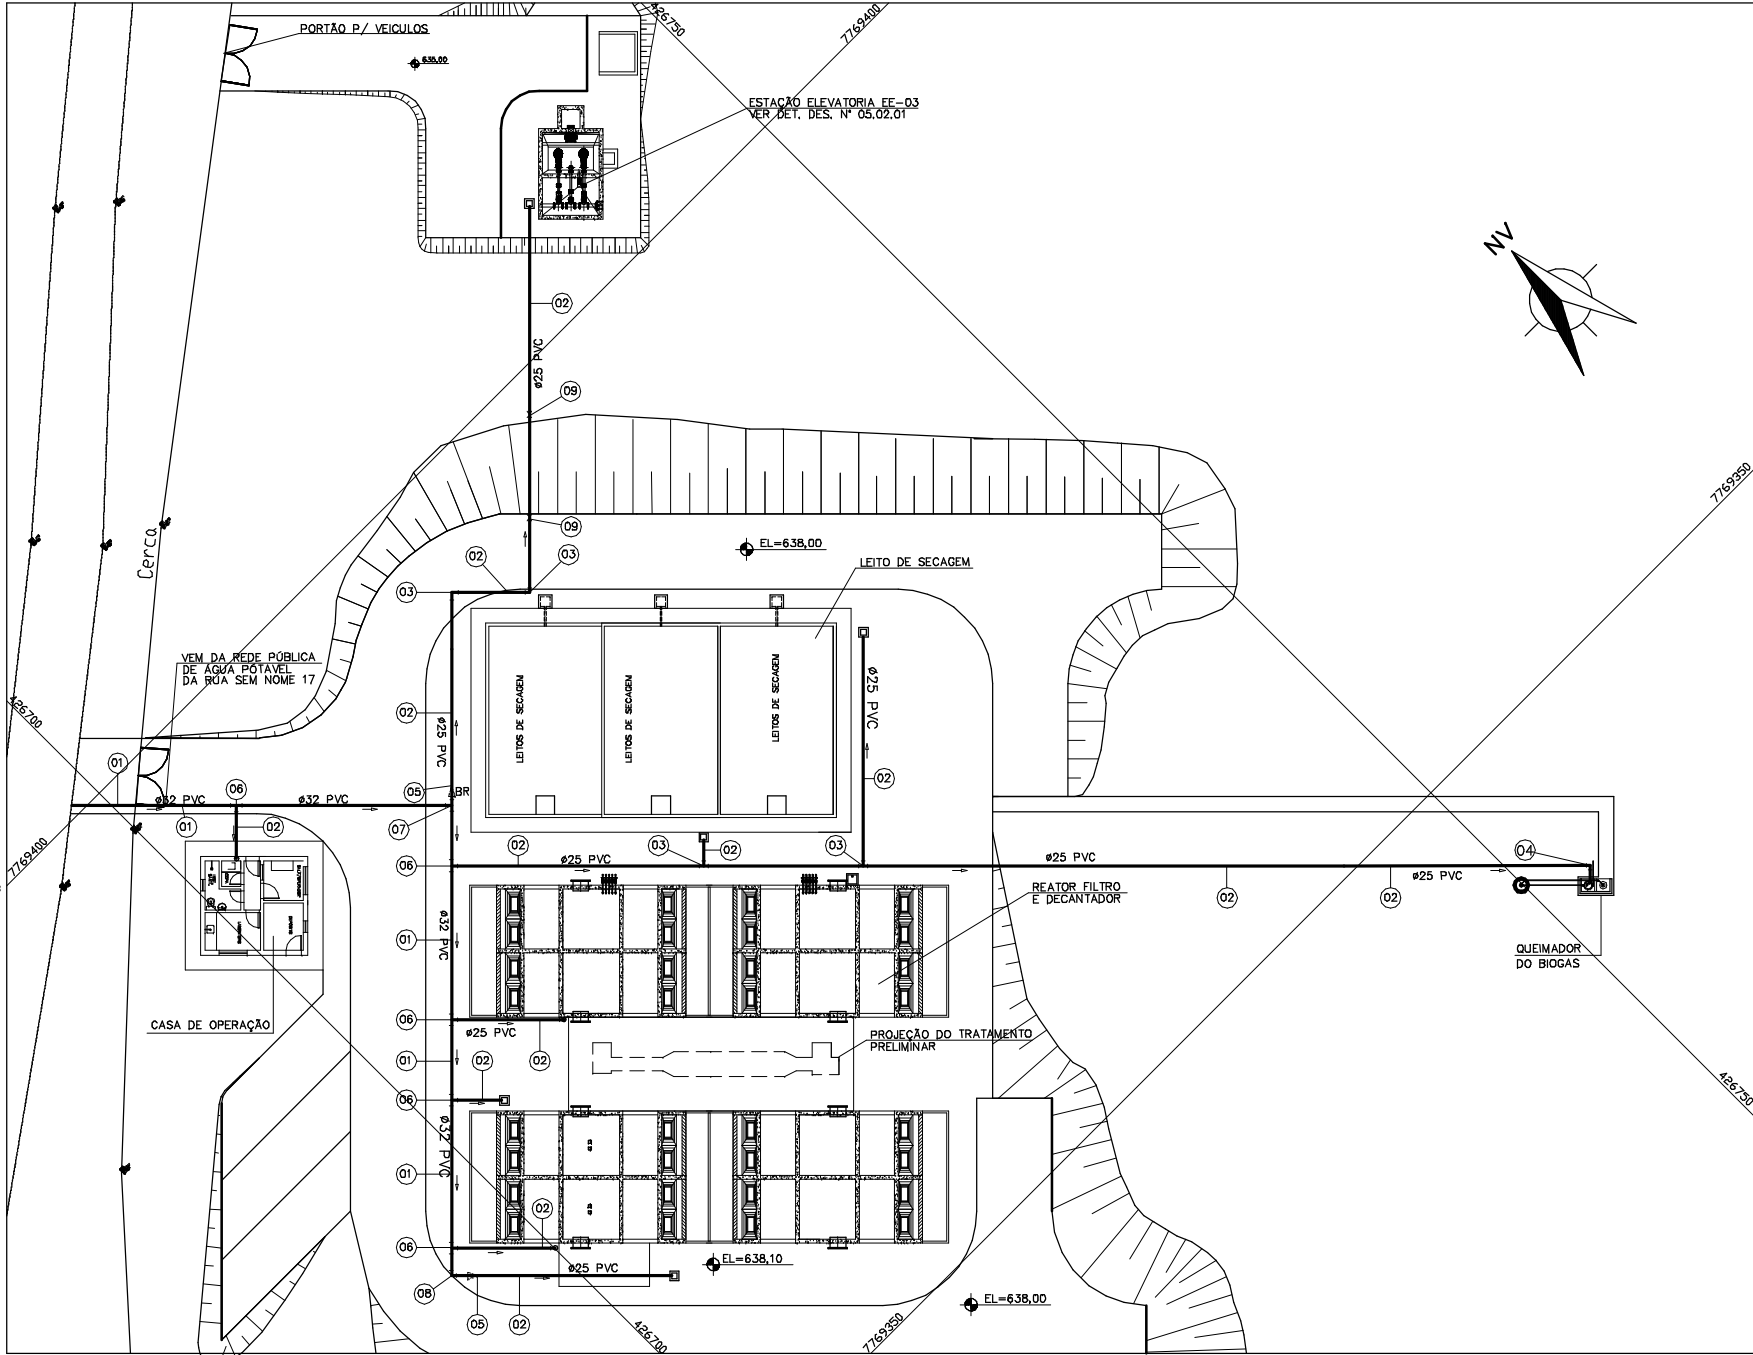 426750
7769400
PORTÃO P/ VEICULOS
635,00
ESTAÇÃO ELEVATORIA EE-03
VER DET. DES. N° 05.02.01
NV
02
ø25 PVC
09
7769350
09
Cerca
EL=638,00
02
03
LEITO DE SECAGEM
03
VEM DA REDE PÚBLICA
DE ÁGUA POTÁVEL
DA RUA SEM NOME 17
LEITOS DE SECAGEM
LEITOS DE SECAGEM
LEITOS DE SECAGEM
ø25 PVC
426700
02
ø25 PVC
01
06
05
BR
02
ø32 PVC
ø32 PVC
01
02
07
7769400
06
02
ø25 PVC
03
02
03
ø25 PVC
04
ø25 PVC
02
02
REATOR FILTRO
E DECANTADOR
ø32 PVC
01
QUEIMADOR
DO BIOGAS
CASA DE OPERAÇÃO
06
ø25 PVC
02
PROJEÇÃO DO TRATAMENTO
PRELIMINAR
01
02
06
426750
ø32 PVC
01
02
06
ø25 PVC
EL=638,10
08
05
02
EL=638,00
426700
7769350